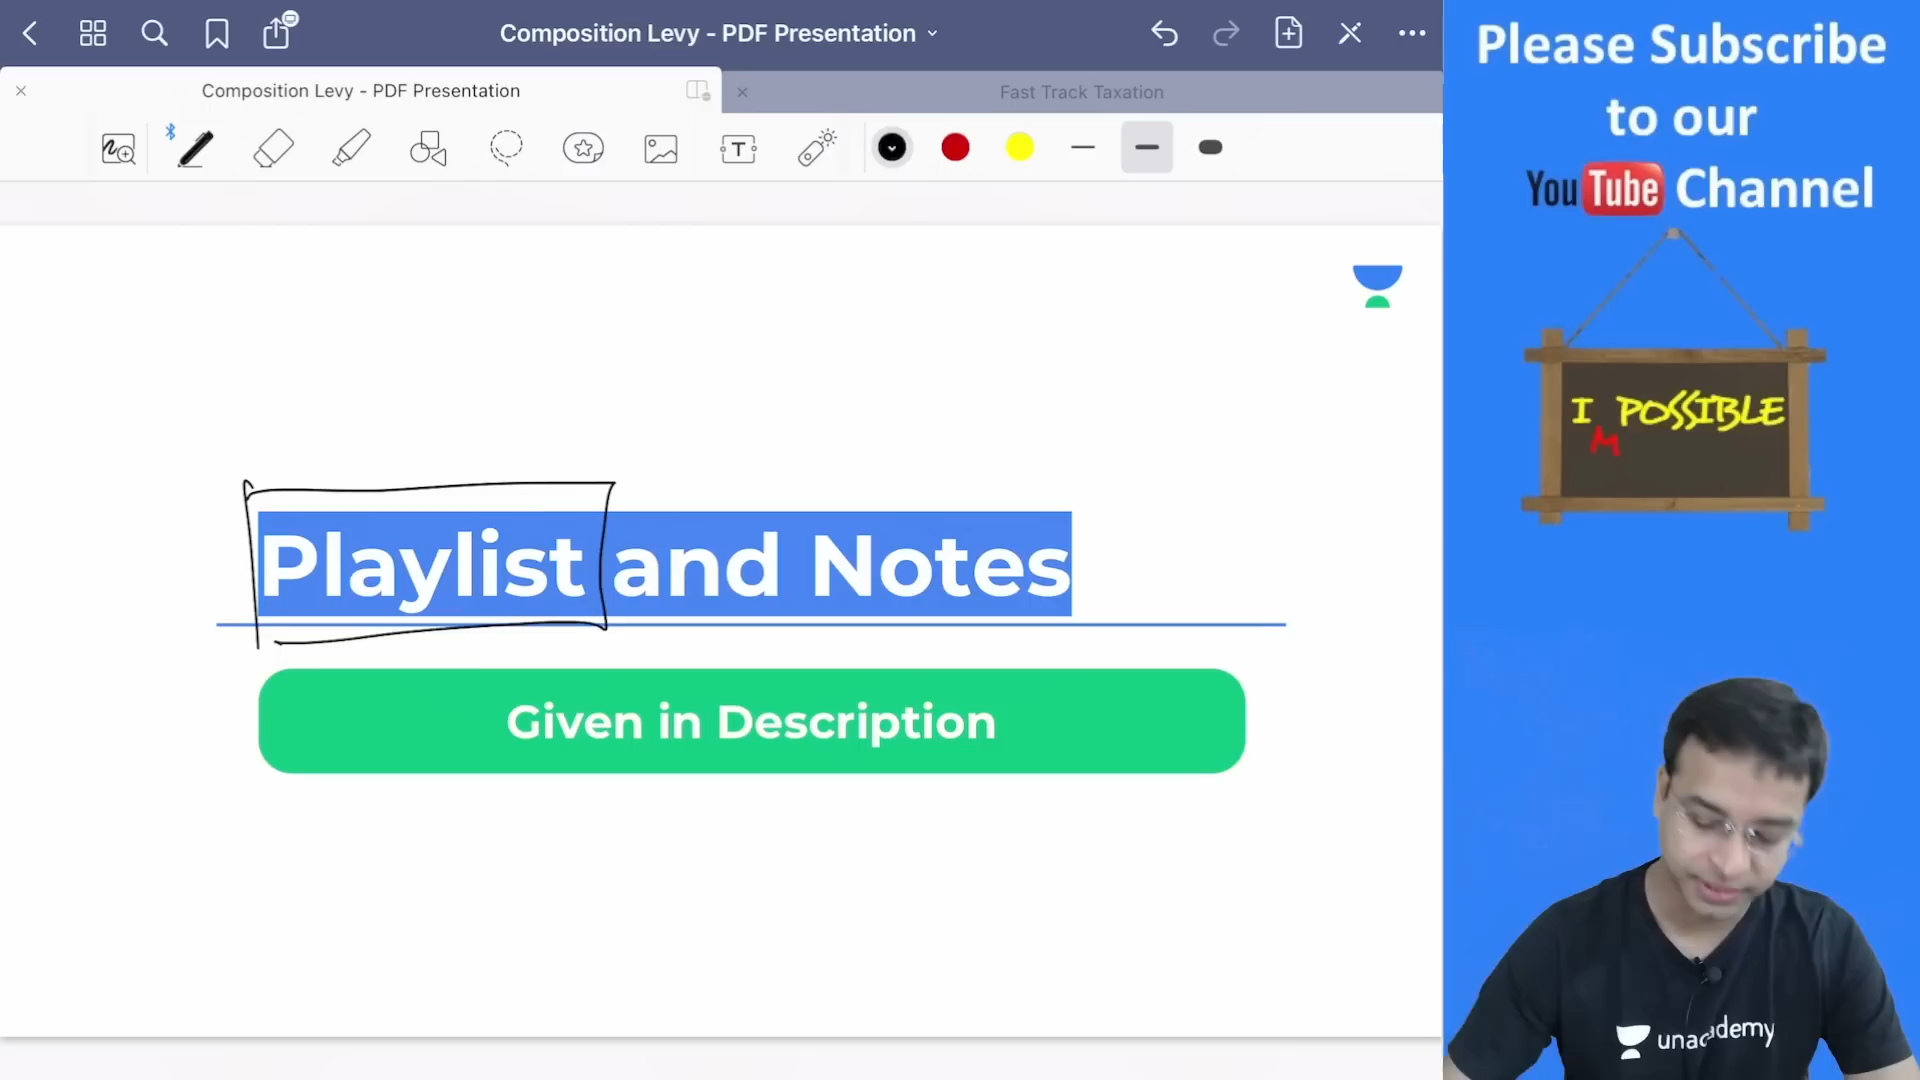 Composition Levy - PDF Presentation
Composition Levy - PDF Presentation
Fast Track Taxation
T
Playlist and Notes
Given in Description
Please Subscribe
to our
YouTube Channel
I POSSIBLE
M
unacademy